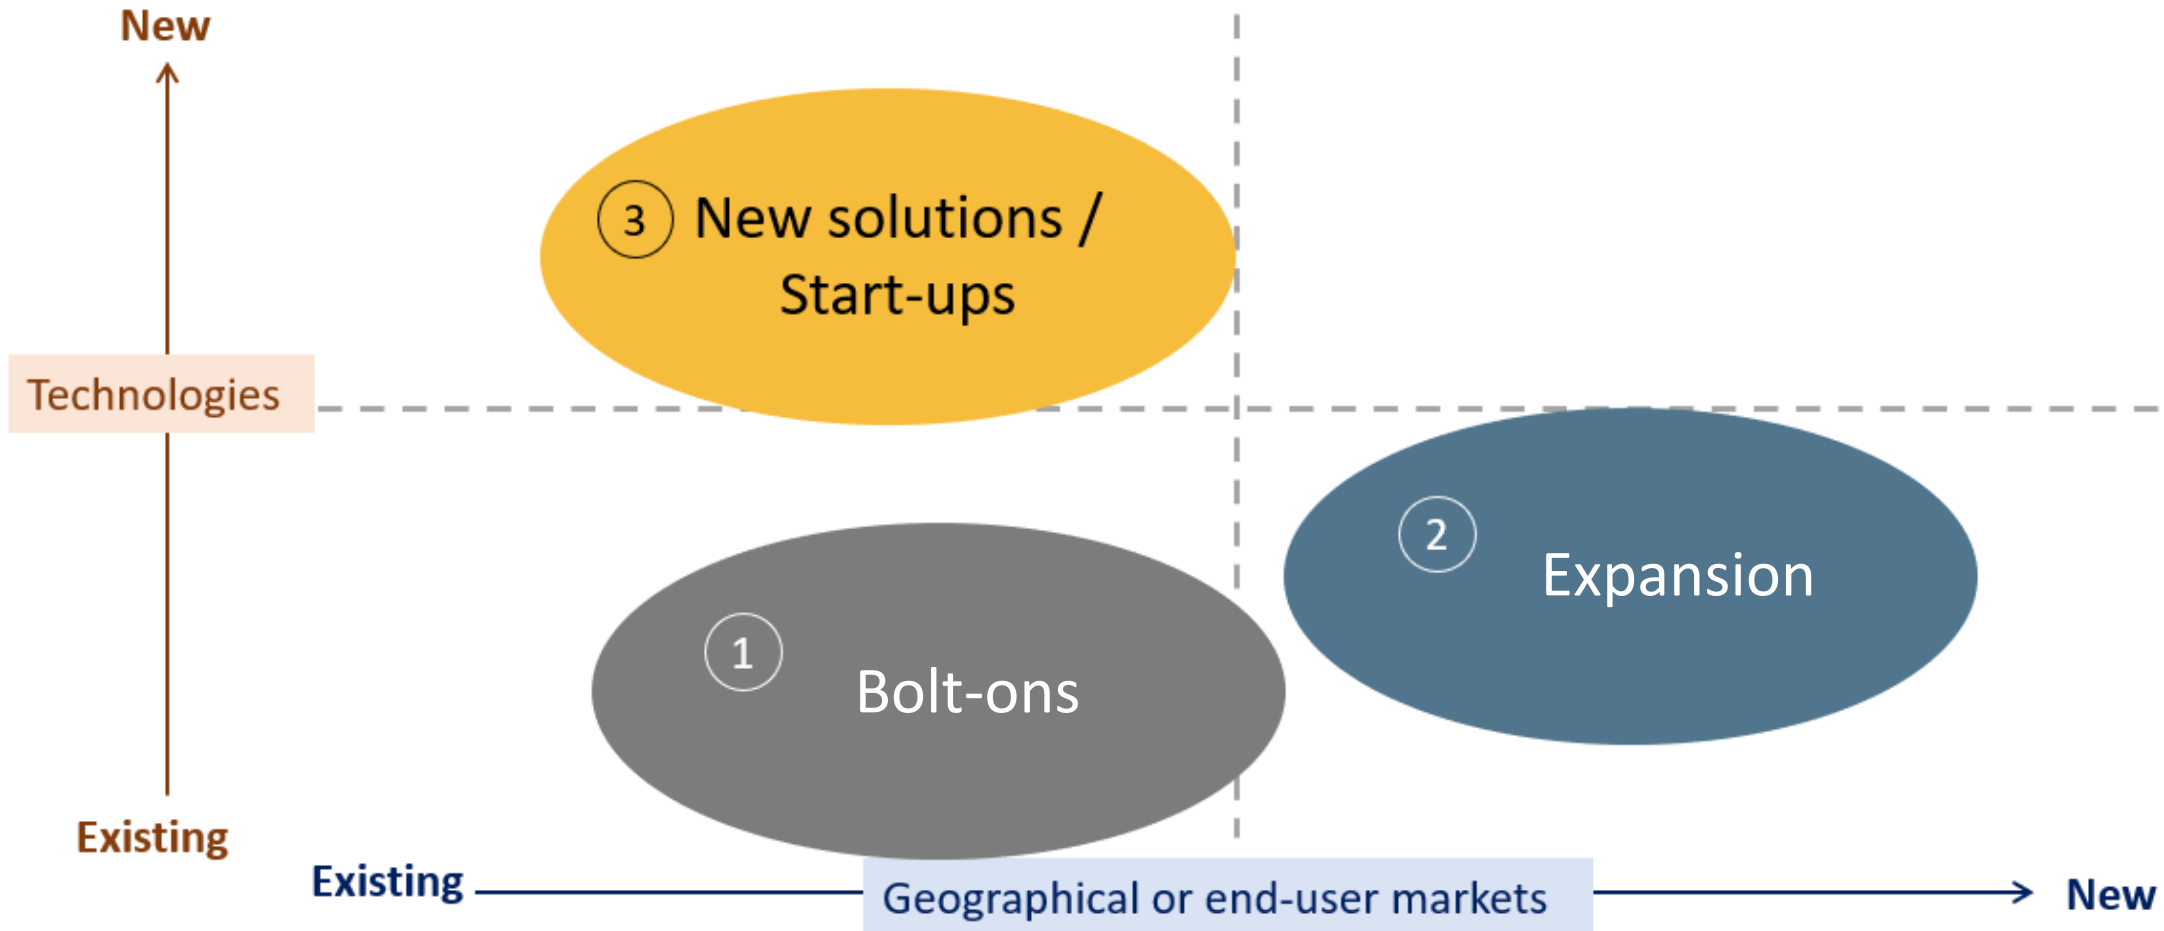 New
3
New solutions /
Start-ups
Technologies
2
Expansion
1
Bolt-ons
Existing
Existing
Geographical or end-user markets
New